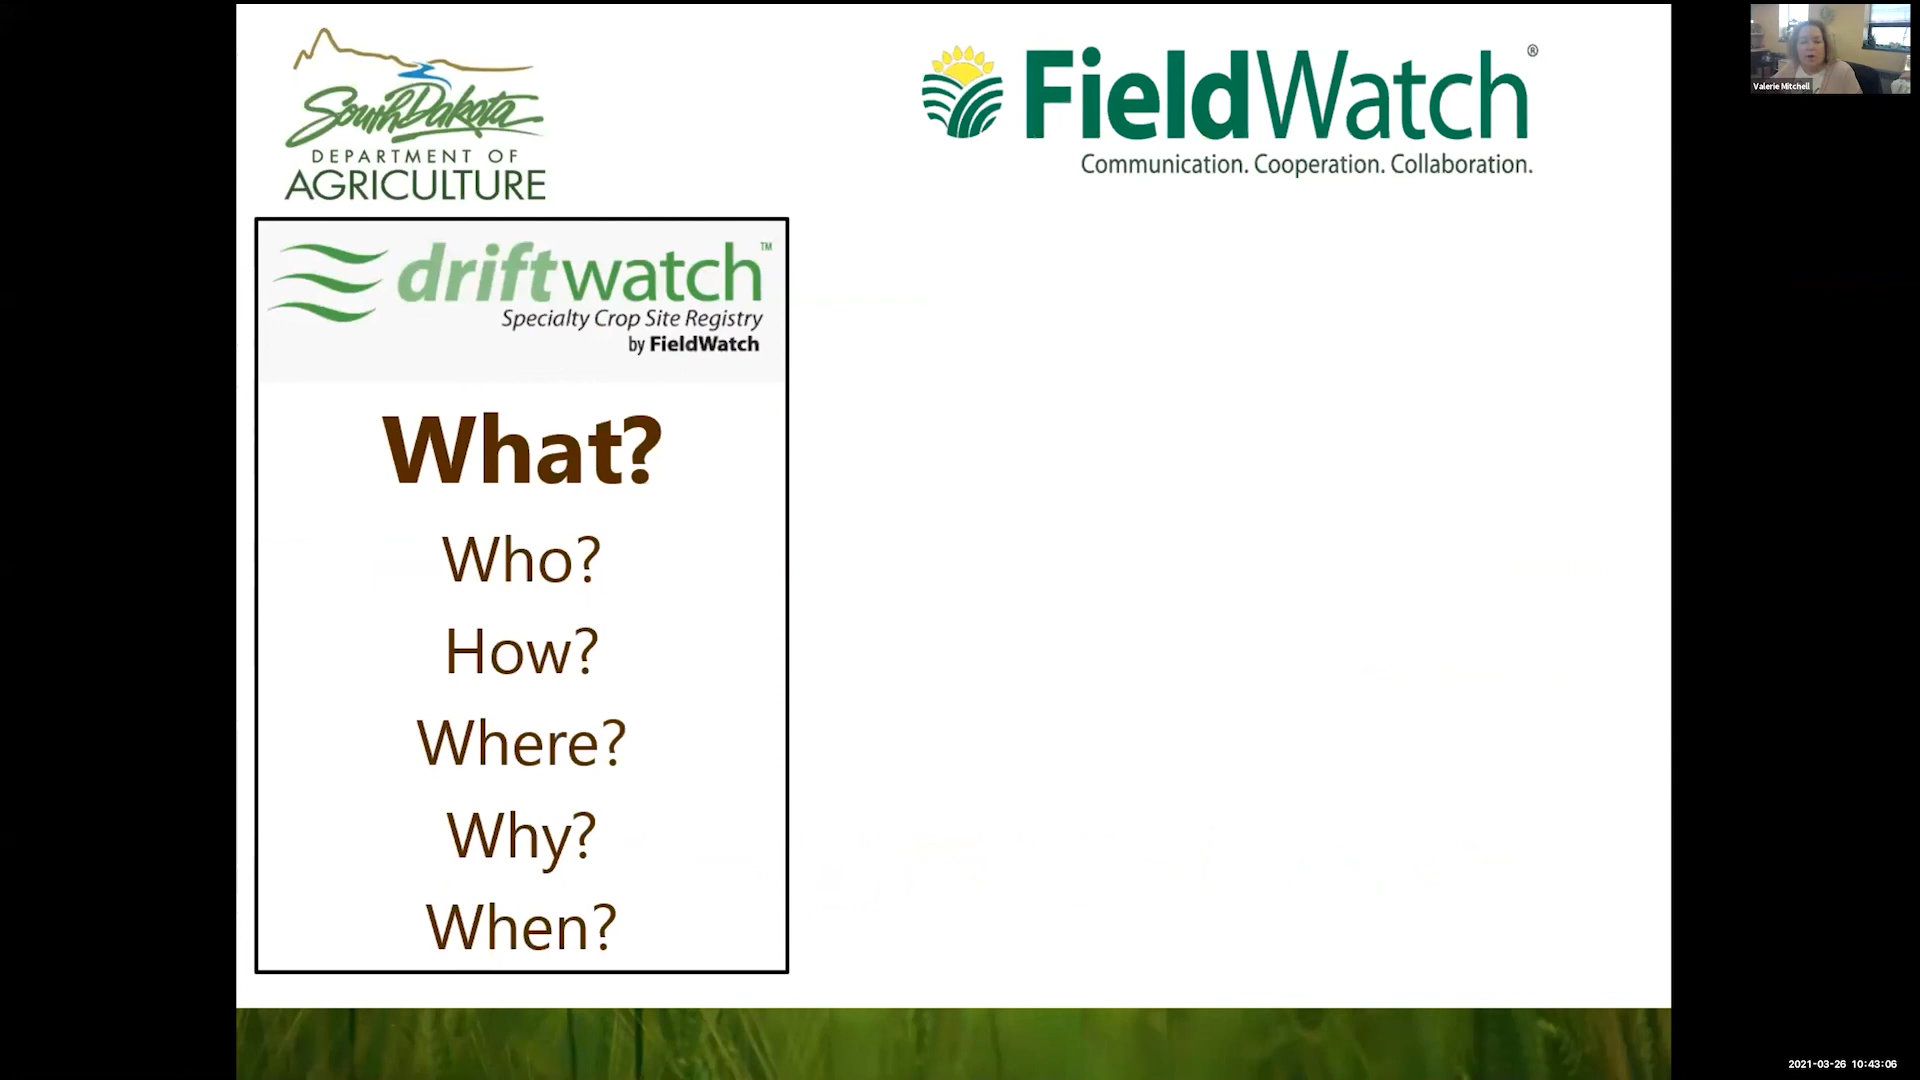 South Dakota
DEPARTMENT OF
AGRICULTURE
FieldWatch®
Communication. Cooperation. Collaboration.
Valerie Mitchell
driftwatch™
Specialty Crop Site Registry
by FieldWatch
What?
Who?
How?
Where?
Why?
When?
2021-03-26 10:43:06